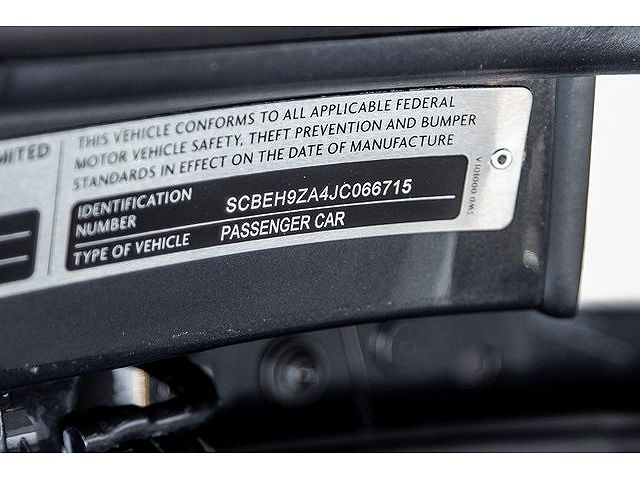 MITED
THIS VEHICLE CONFORMS TO ALL APPLICABLE FEDERAL
MOTOR VEHICLE SAFETY, THEFT PREVENTION AND BUMPER
STANDARDS IN EFFECT ON THE DATE OF MANUFACTURE
IDENTIFICATION
NUMBER
SCBEH9ZA4JC066715
TYPE OF VEHICLE
PASSENGER CAR